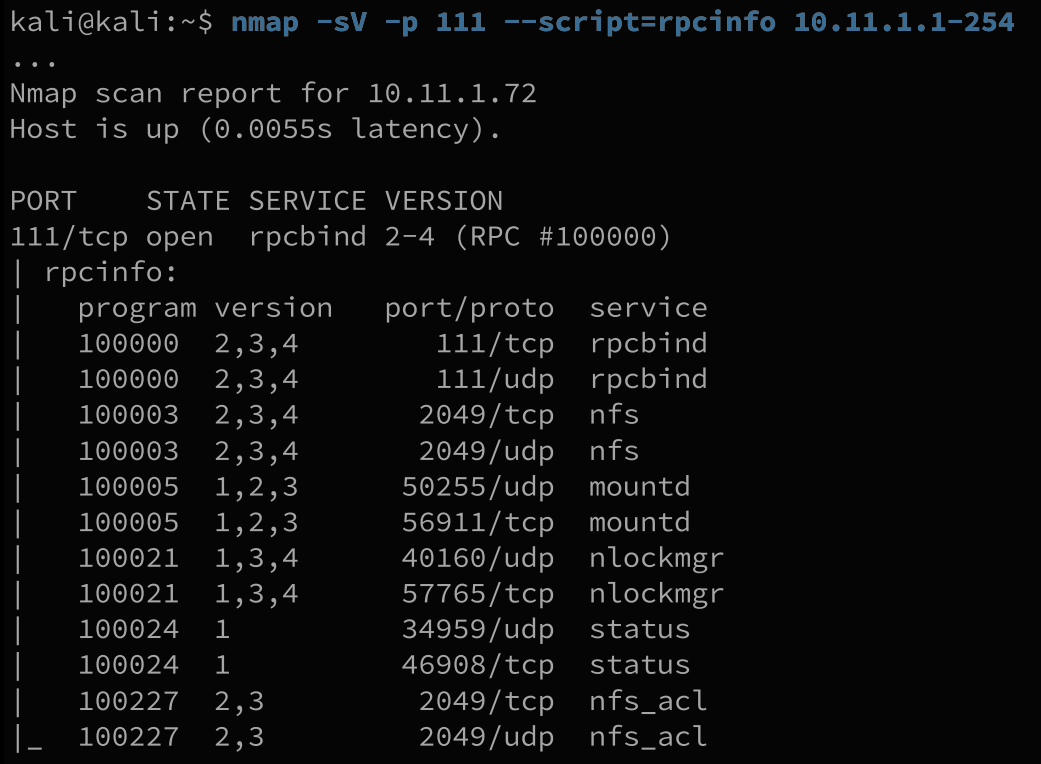 kali@kali:~$ nmap -sV -p 111 --script=rpcinfo 10.11.1.1-254
...
Nmap scan report for 10.11.1.72
Host is up (0.0055s latency).

PORT    STATE SERVICE VERSION
111/tcp open  rpcbind 2-4 (RPC #100000)
| rpcinfo:
|   program version   port/proto  service
|   100000  2,3,4        111/tcp  rpcbind
|   100000  2,3,4        111/udp  rpcbind
|   100003  2,3,4       2049/tcp  nfs
|   100003  2,3,4       2049/udp  nfs
|   100005  1,2,3      50255/udp  mountd
|   100005  1,2,3      56911/tcp  mountd
|   100021  1,3,4      40160/udp  nlockmgr
|   100021  1,3,4      57765/tcp  nlockmgr
|   100024  1          34959/udp  status
|   100024  1          46908/tcp  status
|   100227  2,3         2049/tcp  nfs_acl
|_  100227  2,3         2049/udp  nfs_acl